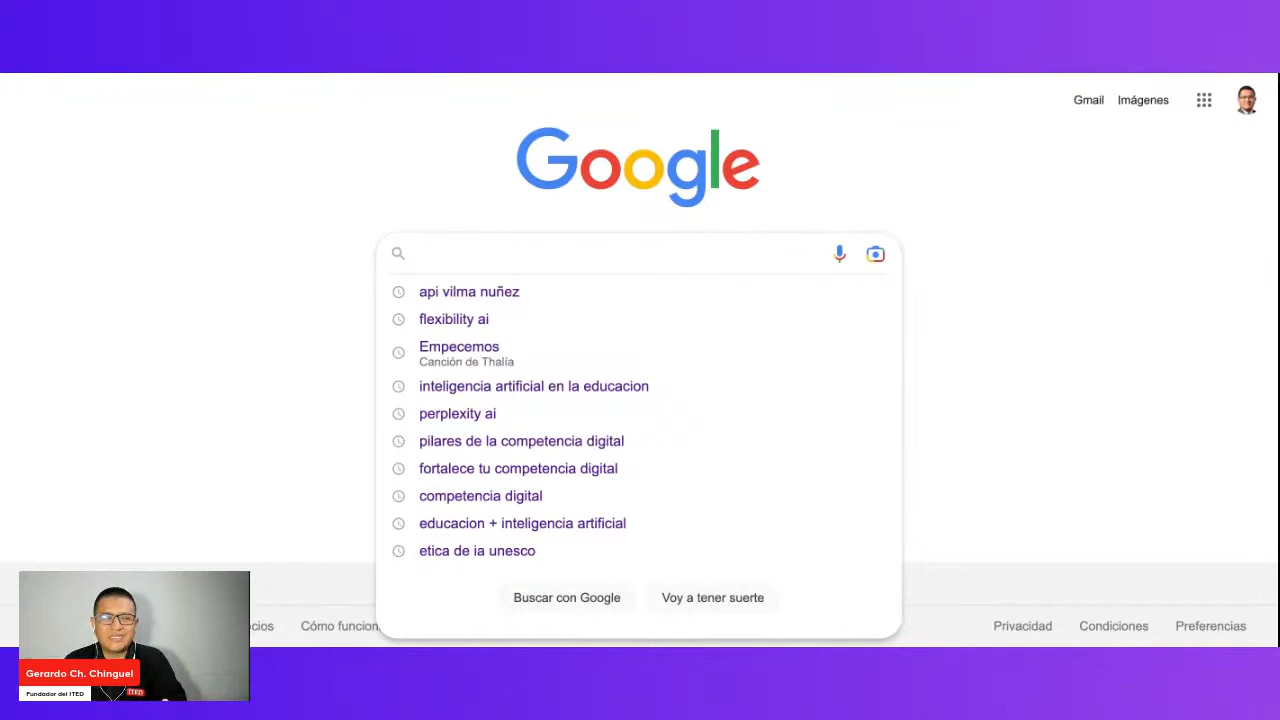 Gmail Imágenes
Google
api vilma nuñez
flexibility ai
Empecemos
Canción de Thalía
inteligencia artificial en la educacion
perplexity ai
pilares de la competencia digital
fortalece tu competencia digital
competencia digital
educacion + inteligencia artificial
etica de ia unesco
Buscar con Google Voy a tener suerte
Privacidad Condiciones Preferencias
Gerardo Ch. Chinguel
Fundador del ITED
ITED